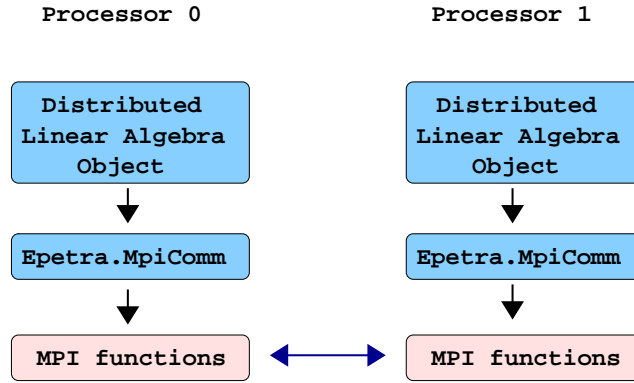 Processor 0
Processor 1
Distributed
Linear Algebra
Object
Distributed
Linear Algebra
Object
Epetra.MpiComm
Epetra.MpiComm
MPI functions
MPI functions